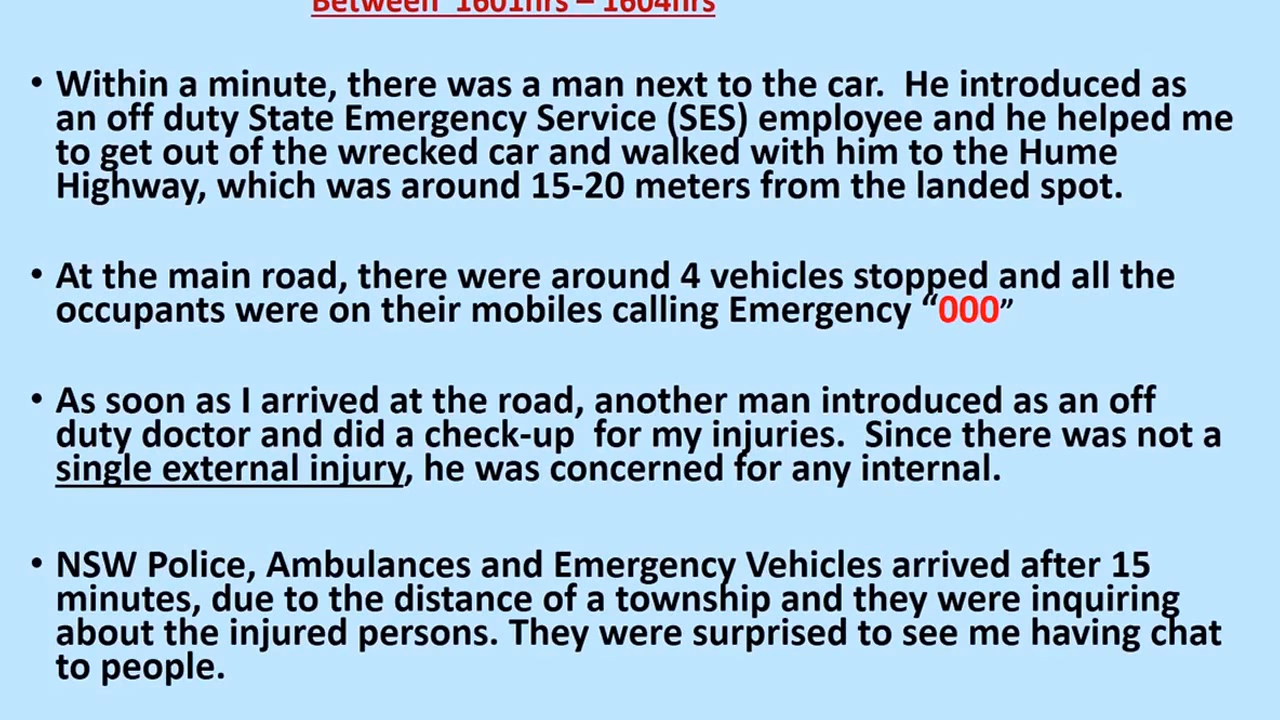 Between 1601hrs – 1604hrs
• Within a minute, there was a man next to the car. He introduced as
an off duty State Emergency Service (SES) employee and he helped me
to get out of the wrecked car and walked with him to the Hume
Highway, which was around 15-20 meters from the landed spot.
• At the main road, there were around 4 vehicles stopped and all the
occupants were on their mobiles calling Emergency “000”
• As soon as I arrived at the road, another man introduced as an off
duty doctor and did a check-up for my injuries. Since there was not a
single external injury, he was concerned for any internal.
• NSW Police, Ambulances and Emergency Vehicles arrived after 15
minutes, due to the distance of a township and they were inquiring
about the injured persons. They were surprised to see me having chat
to people.